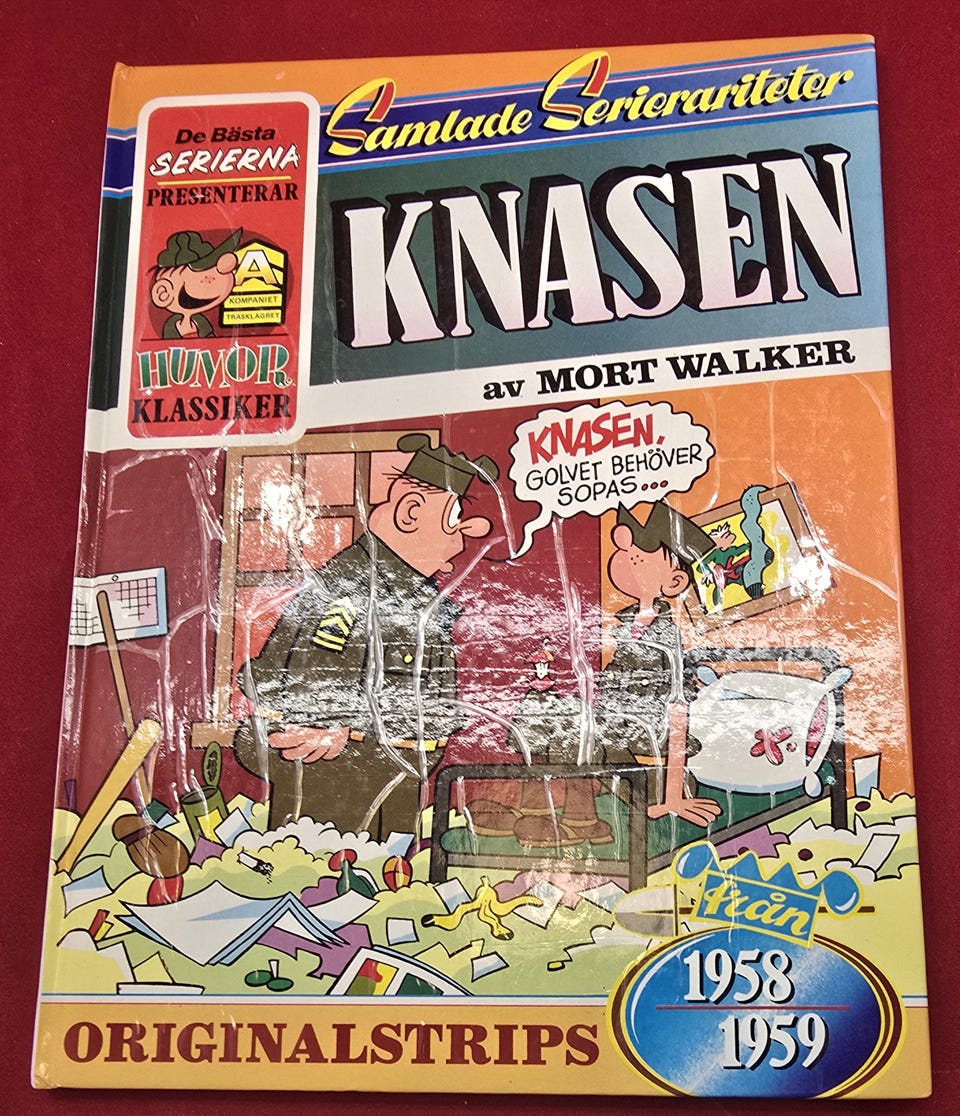 Samlade Serierariteter
De Bästa
SERIERNA
PRESENTERAR
A
KOMPANIET
TRÄSKLÄGRET
HUMOR
KLASSIKER
KNASEN
av MORT WALKER
KNASEN,
GOLVET BEHÖVER
SOPAS...
från
1958
1959
ORIGINALSTRIPS